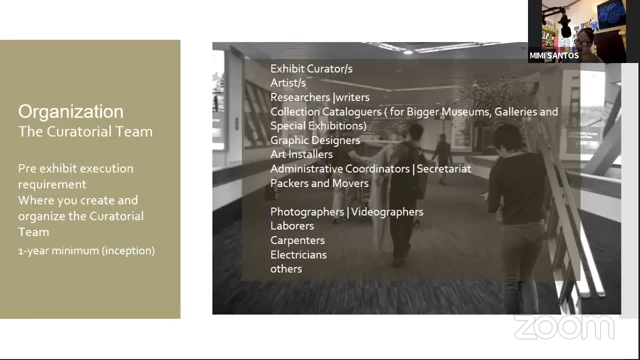 Organization
The Curatorial Team
Pre exhibit execution
requirement
Where you create and
organize the Curatorial
Team
1-year minimum (inception)
Exhibit Curator/s
Artist/s
Researchers |writers
Collection Cataloguers ( for Bigger Museums, Galleries and
Special Exhibitions)
Graphic Designers
Art Installers
Administrative Coordinators | Secretariat
Packers and Movers
Photographers | Videographers
Laborers
Carpenters
Electricians
others
MIMI SANTOS
zoom